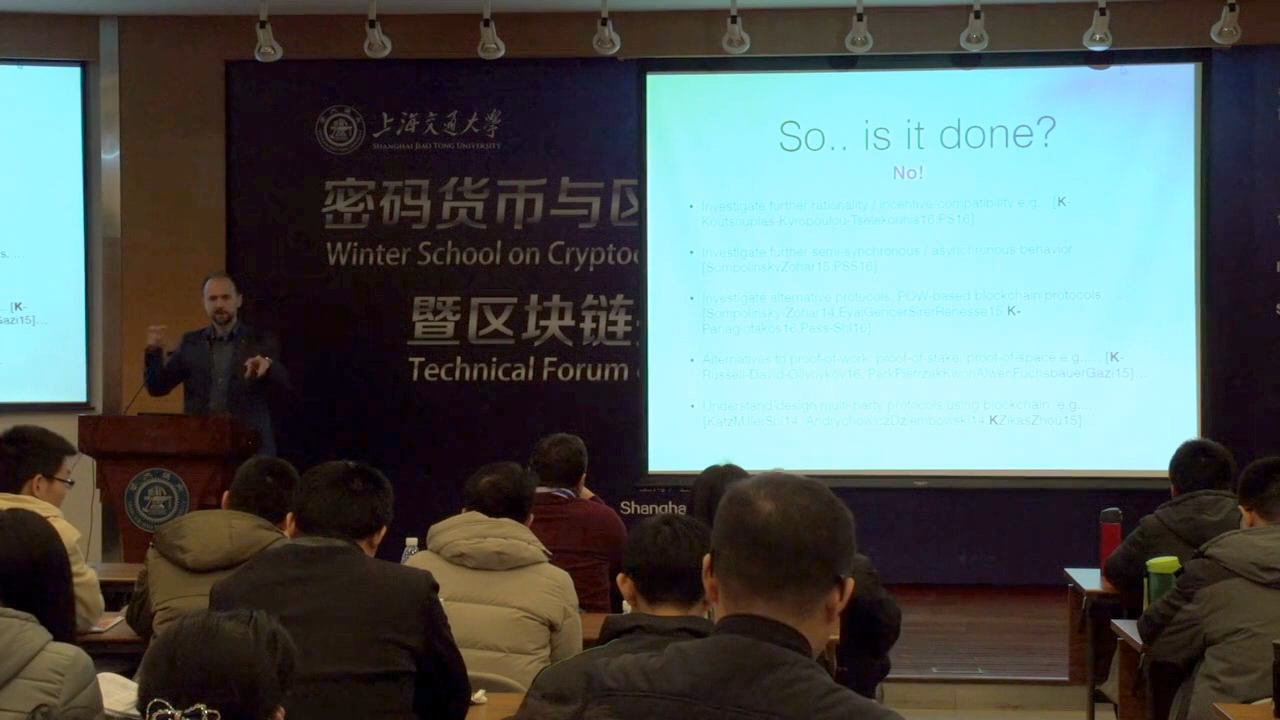 s. ...
.. [K-
Gazi15]...
上海交通大学
SHANGHAI JIAO TONG UNIVERSITY
密码货币与区
Winter School on Cryptoc
暨区块链
Technical Forum
Shangha
So.. is it done?
No!
• Investigate further rationality / incentive-compatibility e.g... [K-
Koutsoupias-Kyropoulou-Tselekounis16,PS16]
• Investigate further semi-synchronous / asynchronous behavior
[SompolinskyZohar15,PSS16]
• Investigate alternative protocols, POW-based blockchain protocols
[Sompolinsky-Zohar14,EyalGencerSirerRenesse15,K-
Panagiotakos16,Pass-Shi16]
• Alternatives to proof-of-work, proof-of-stake, proof-of-space e.g..... [K-
Russell-David-Oliynykov16, ParkPietrzakKwonAlwenFuchsbauerGazi15]...
• Understand/design multi-party protocols using blockchain, e.g....
[KatzMillerShi14, AndrychowiczDziembowski14,KZikasZhou15]